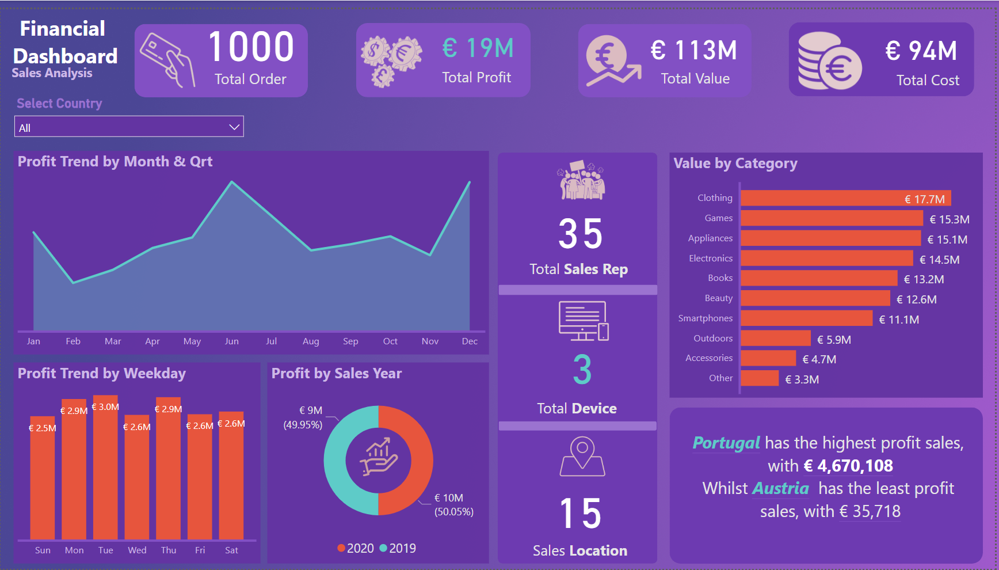 Financial
Dashboard
Sales Analysis
1000
Total Order
€ 19M
Total Profit
€ 113M
Total Value
€ 94M
Total Cost
Select Country
All
Profit Trend by Month & Qrt
Jan Feb Mar Apr May Jun Jul Aug Sep Oct Nov Dec
Profit Trend by Weekday
€ 2.5M € 2.9M € 3.0M € 2.6M € 2.9M € 2.6M € 2.6M
Sun Mon Tue Wed Thu Fri Sat
Profit by Sales Year
€ 9M
(49.95%)
€ 10M
(50.05%)
2020 2019
35
Total Sales Rep
3
Total Device
15
Sales Location
Value by Category
Clothing € 17.7M
Games € 15.3M
Appliances € 15.1M
Electronics € 14.5M
Books € 13.2M
Beauty € 12.6M
Smartphones € 11.1M
Outdoors € 5.9M
Accessories € 4.7M
Other € 3.3M
Portugal has the highest profit sales,
with € 4,670,108
Whilst Austria has the least profit
sales, with € 35,718